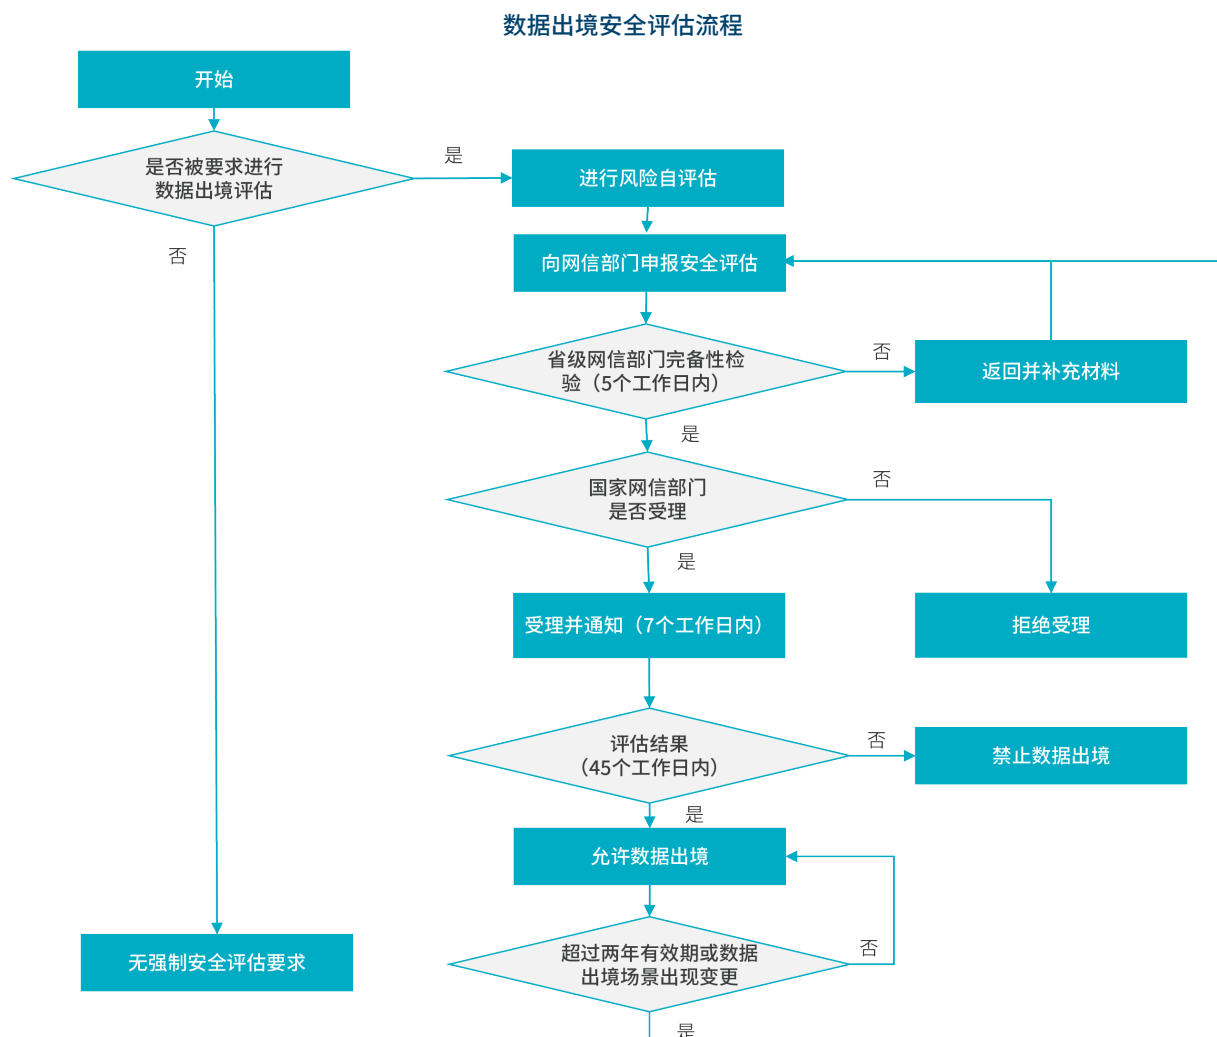 数据出境安全评估流程
开始
是否被要求进行
数据出境评估
是
进行风险自评估
否
向网信部门申报安全评估
省级网信部门完备性检
验（5个工作日内）
否
返回并补充材料
是
国家网信部门
是否受理
否
是
受理并通知（7个工作日内）
拒绝受理
评估结果
（45个工作日内）
否
禁止数据出境
是
允许数据出境
超过两年有效期或数据
出境场景出现变更
否
无强制安全评估要求
是